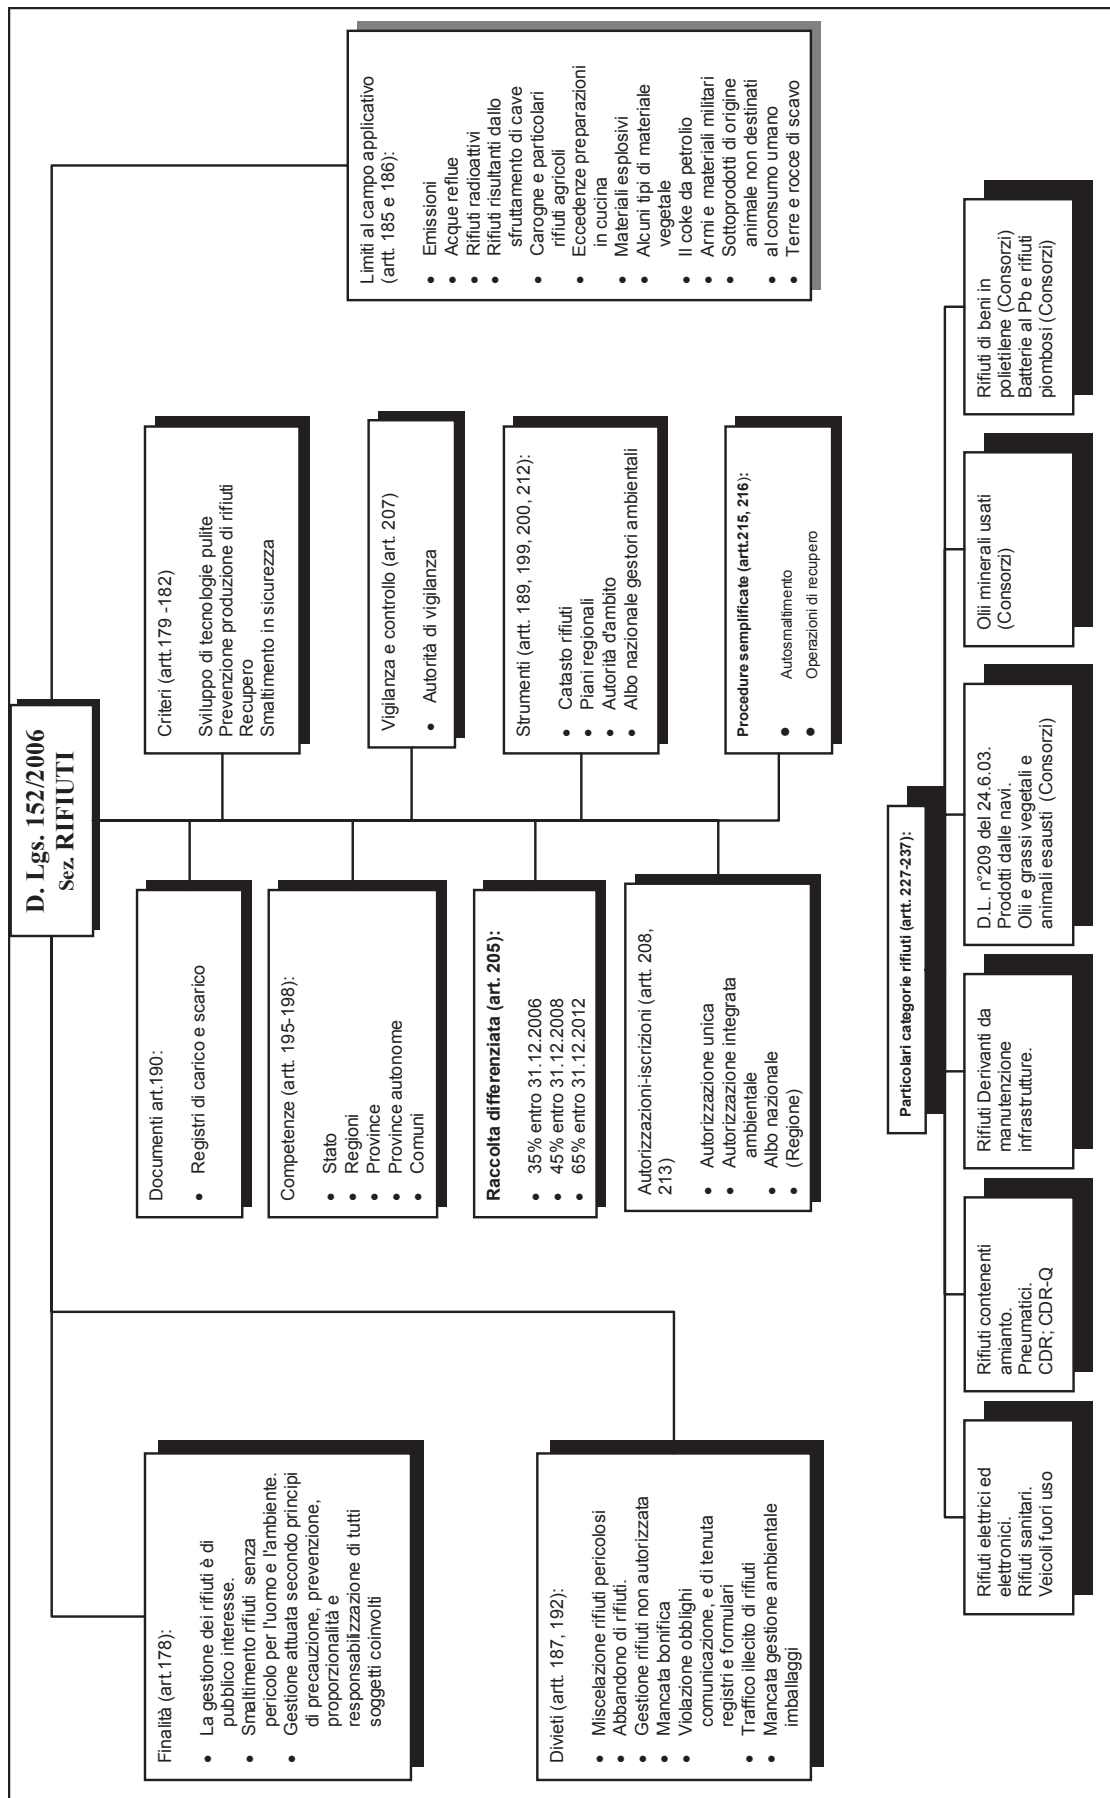 D. Lgs. 152/2006
Sez. RIFIUTI
Finalità (art.178):
• La gestione dei rifiuti è di
pubblico interesse.
• Smaltimento rifiuti senza
pericolo per l'uomo e l'ambiente.
• Gestione attuata secondo principi
di precauzione, prevenzione,
proporzionalità e
responsabilizzazione di tutti
soggetti coinvolti
Divieti (artt. 187, 192):
• Miscelazione rifiuti pericolosi
• Abbandono di rifiuti.
• Gestione rifiuti non autorizzata
• Mancata bonifica
• Violazione obblighi
comunicazione, e di tenuta
registri e formulari
• Traffico illecito di rifiuti
• Mancata gestione ambientale
imballaggi
Documenti art.190:
• Registri di carico e scarico
Competenze (artt. 195-198):
• Stato
• Regioni
• Province
• Province autonome
• Comuni
Raccolta differenziata (art. 205):
• 35% entro 31.12.2006
• 45% entro 31.12.2008
• 65% entro 31.12.2012
Autorizzazioni-iscrizioni (artt. 208,
213)
• Autorizzazione unica
• Autorizzazione integrata
ambientale
• Albo nazionale
• (Regione)
Criteri (artt.179 -182)
Sviluppo di tecnologie pulite
Prevenzione produzione di rifiuti
Recupero
Smaltimento in sicurezza
Vigilanza e controllo (art. 207)
• Autorità di vigilanza
Strumenti (artt. 189, 199, 200, 212):
• Catasto rifiuti
• Piani regionali
• Autorità d'ambito
• Albo nazionale gestori ambientali
Procedure semplificate (artt.215, 216):
• Autosmaltimento
• Operazioni di recupero
Limiti al campo applicativo
(artt. 185 e 186):
• Emissioni
• Acque reflue
• Rifiuti radioattivi
• Rifiuti risultanti dallo
sfruttamento di cave
• Carogne e particolari
rifiuti agricoli
• Eccedenze preparazioni
in cucina
• Materiali esplosivi
• Alcuni tipi di materiale
vegetale
• Il coke da petrolio
• Armi e materiali militari
• Sottoprodotti di origine
animale non destinati
al consumo umano
• Terre e rocce di scavo
Particolari categorie rifiuti (artt. 227-237):
Rifiuti elettrici ed
elettronici.
Rifiuti sanitari.
Veicoli fuori uso
Rifiuti contenenti
amianto.
Pneumatici.
CDR; CDR-Q
Rifiuti Derivanti da
manutenzione
infrastrutture.
D.L. n°209 del 24.6.03.
Prodotti dalle navi.
Olii e grassi vegetali e
animali esausti (Consorzi)
Olii minerali usati
(Consorzi)
Rifiuti di beni in
polietilene (Consorzi)
Batterie al Pb e rifiuti
piombosi (Consorzi)